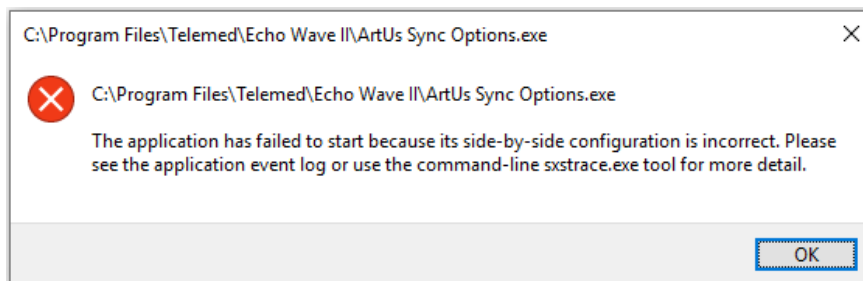 C:\Program Files\Telemed\Echo Wave II\ArtUs Sync Options.exe
C:\Program Files\Telemed\Echo Wave II\ArtUs Sync Options.exe
The application has failed to start because its side-by-side configuration is incorrect. Please
see the application event log or use the command-line sxstrace.exe tool for more detail.
OK